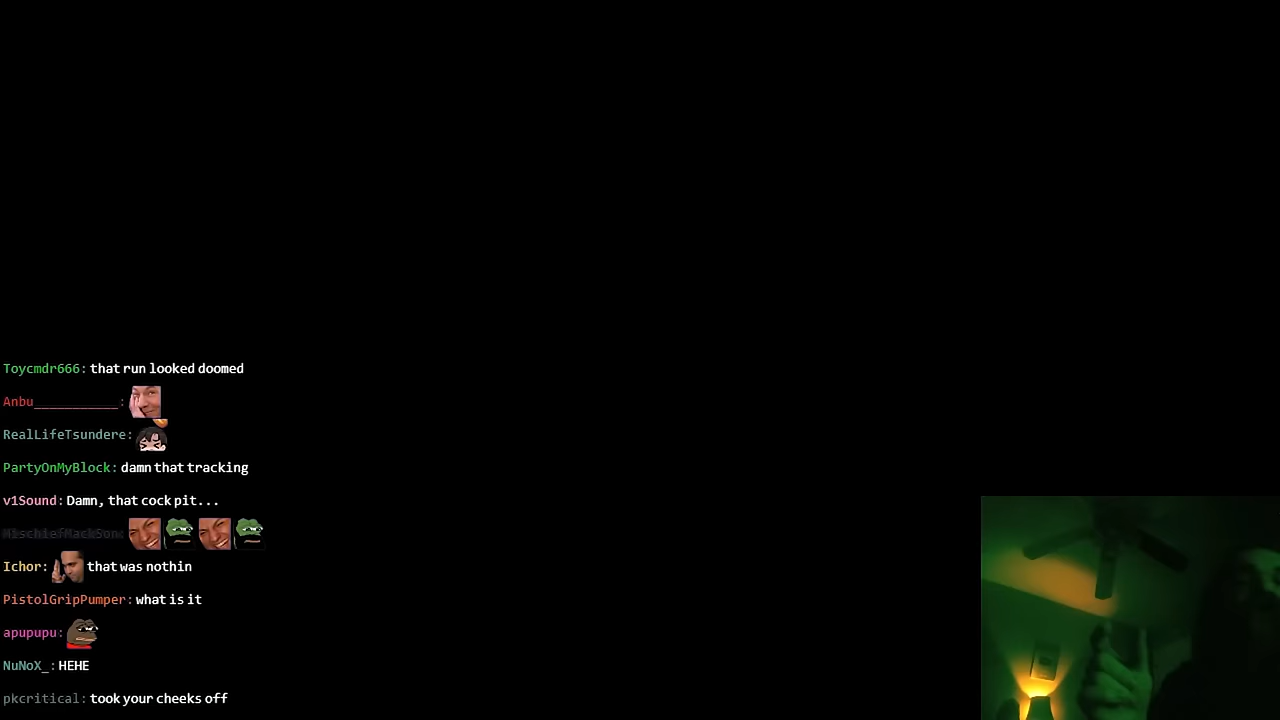 Toycmdr666: that run looked doomed
Anbu___________:
RealLifeTsundere:
PartyOnMyBlock: damn that tracking
v1Sound: Damn, that cock pit...
MischiefMackSon:
Ichor: that was nothin
PistolGripPumper: what is it
apupupu:
NuNoX_: HEHE
pkcritical: took your cheeks off